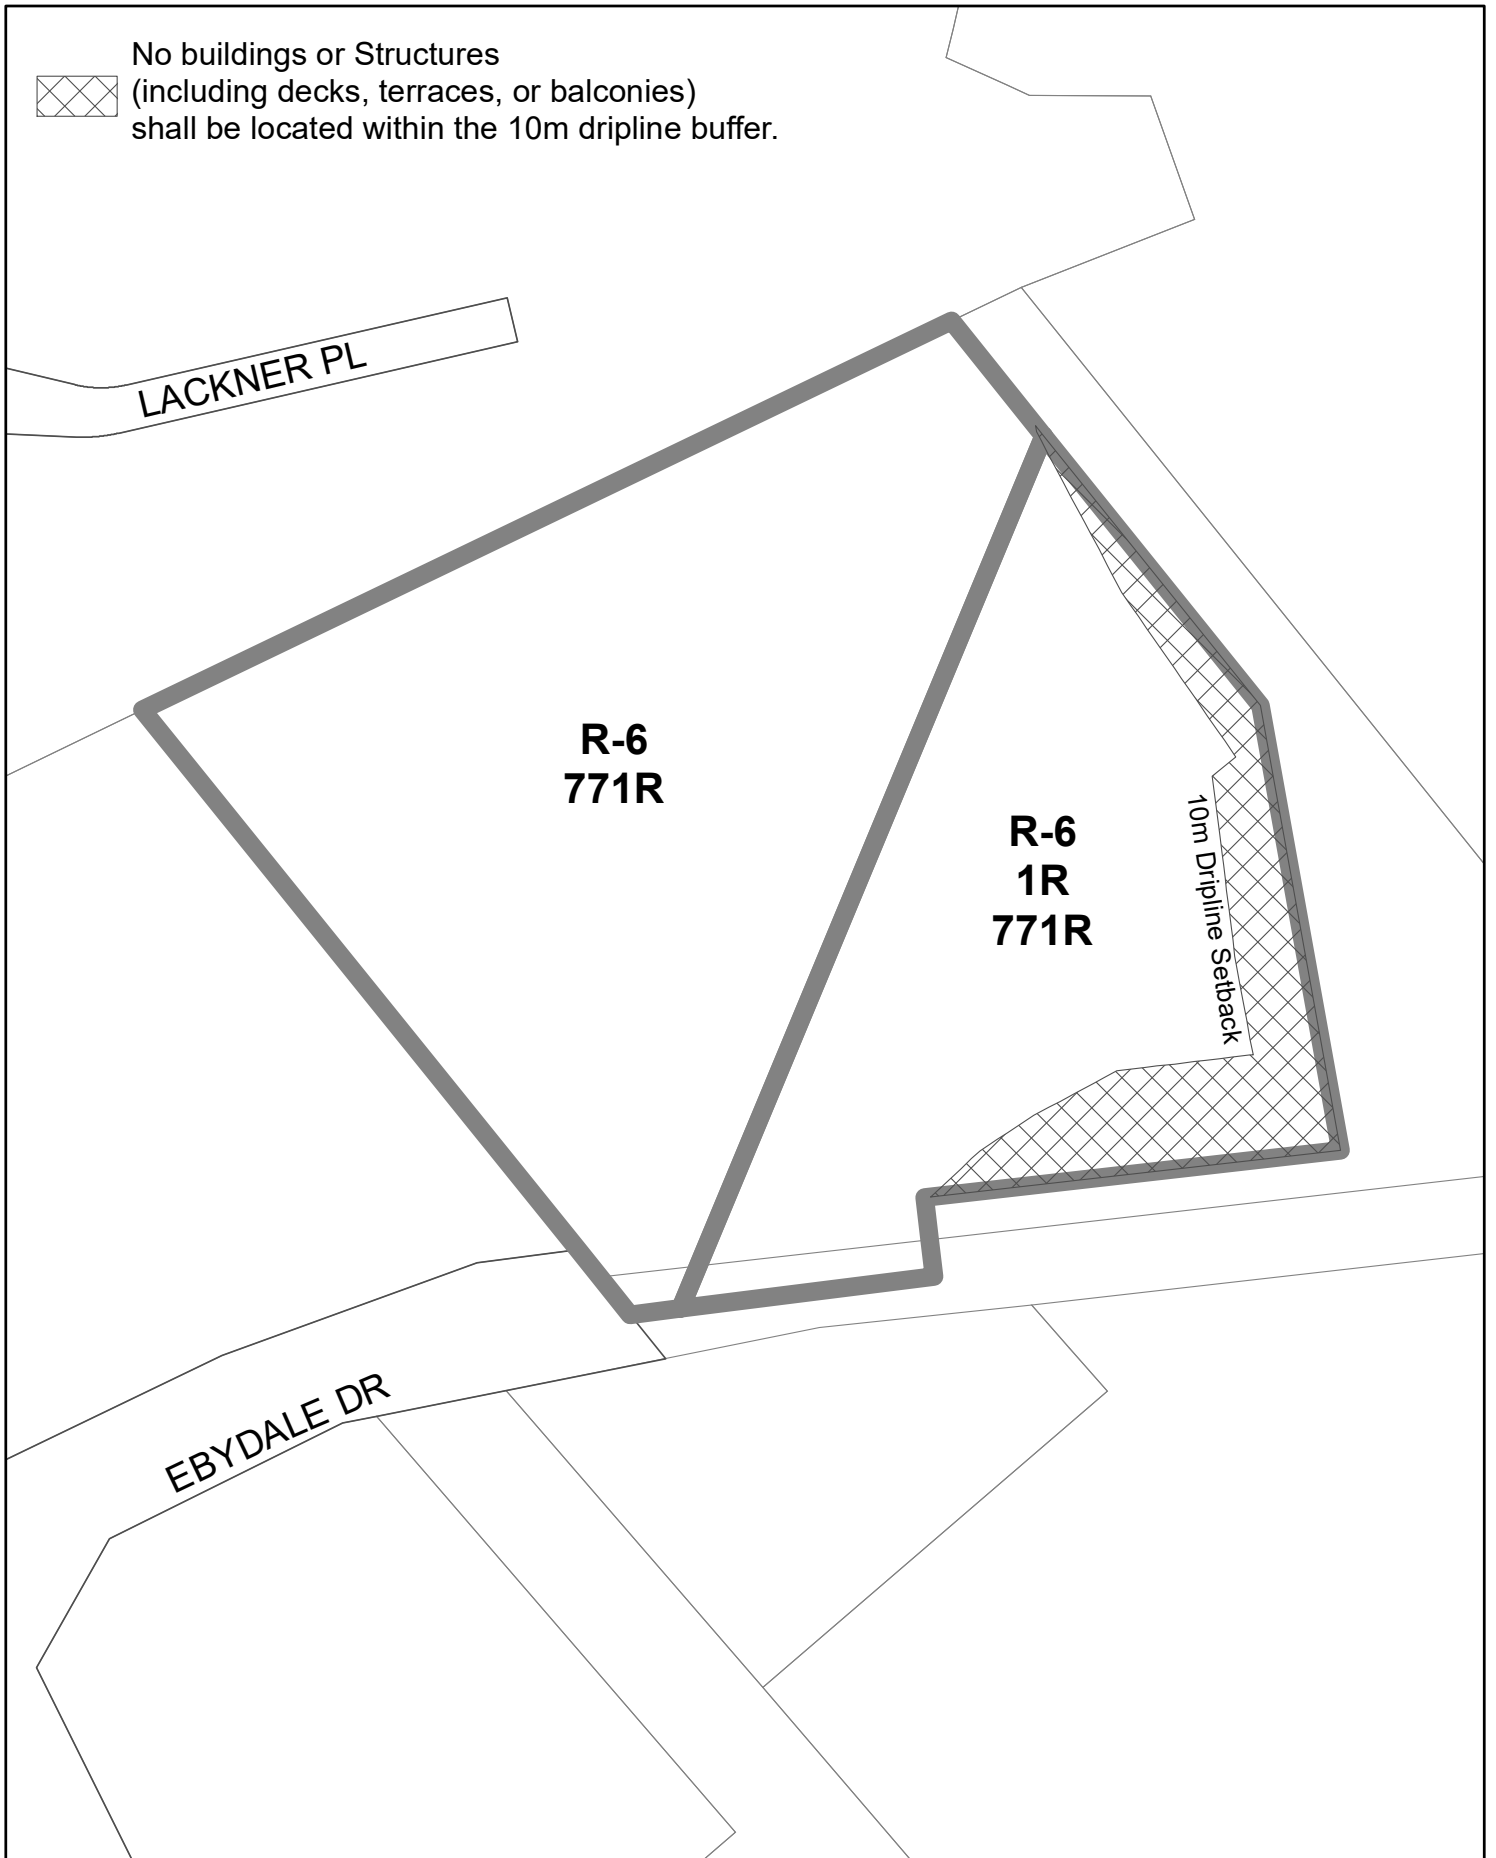 No buildings or Structures
(including decks, terraces, or balconies)
shall be located within the 10m dripline buffer.
LACKNER PL
R-6
771R
R-6
1R
771R
10m Dripline Setback
EBYDALE DR